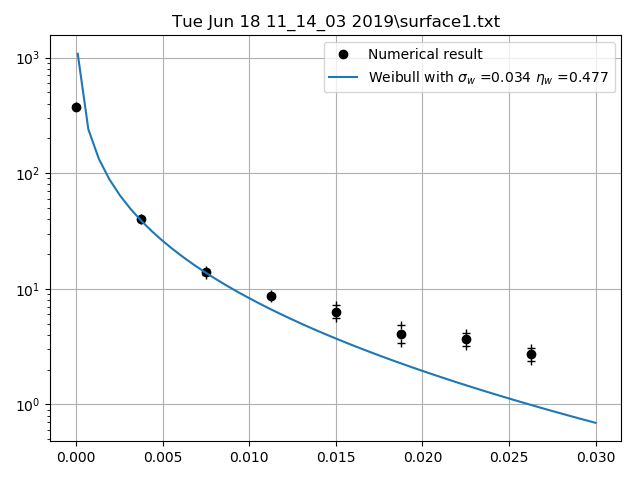 Tue Jun 18 11_14_03 2019\surface1.txt
Numerical result
Weibull with σw =0.034 ηw =0.477
10³
10²
10¹
10⁰
0.000 0.005 0.010 0.015 0.020 0.025 0.030